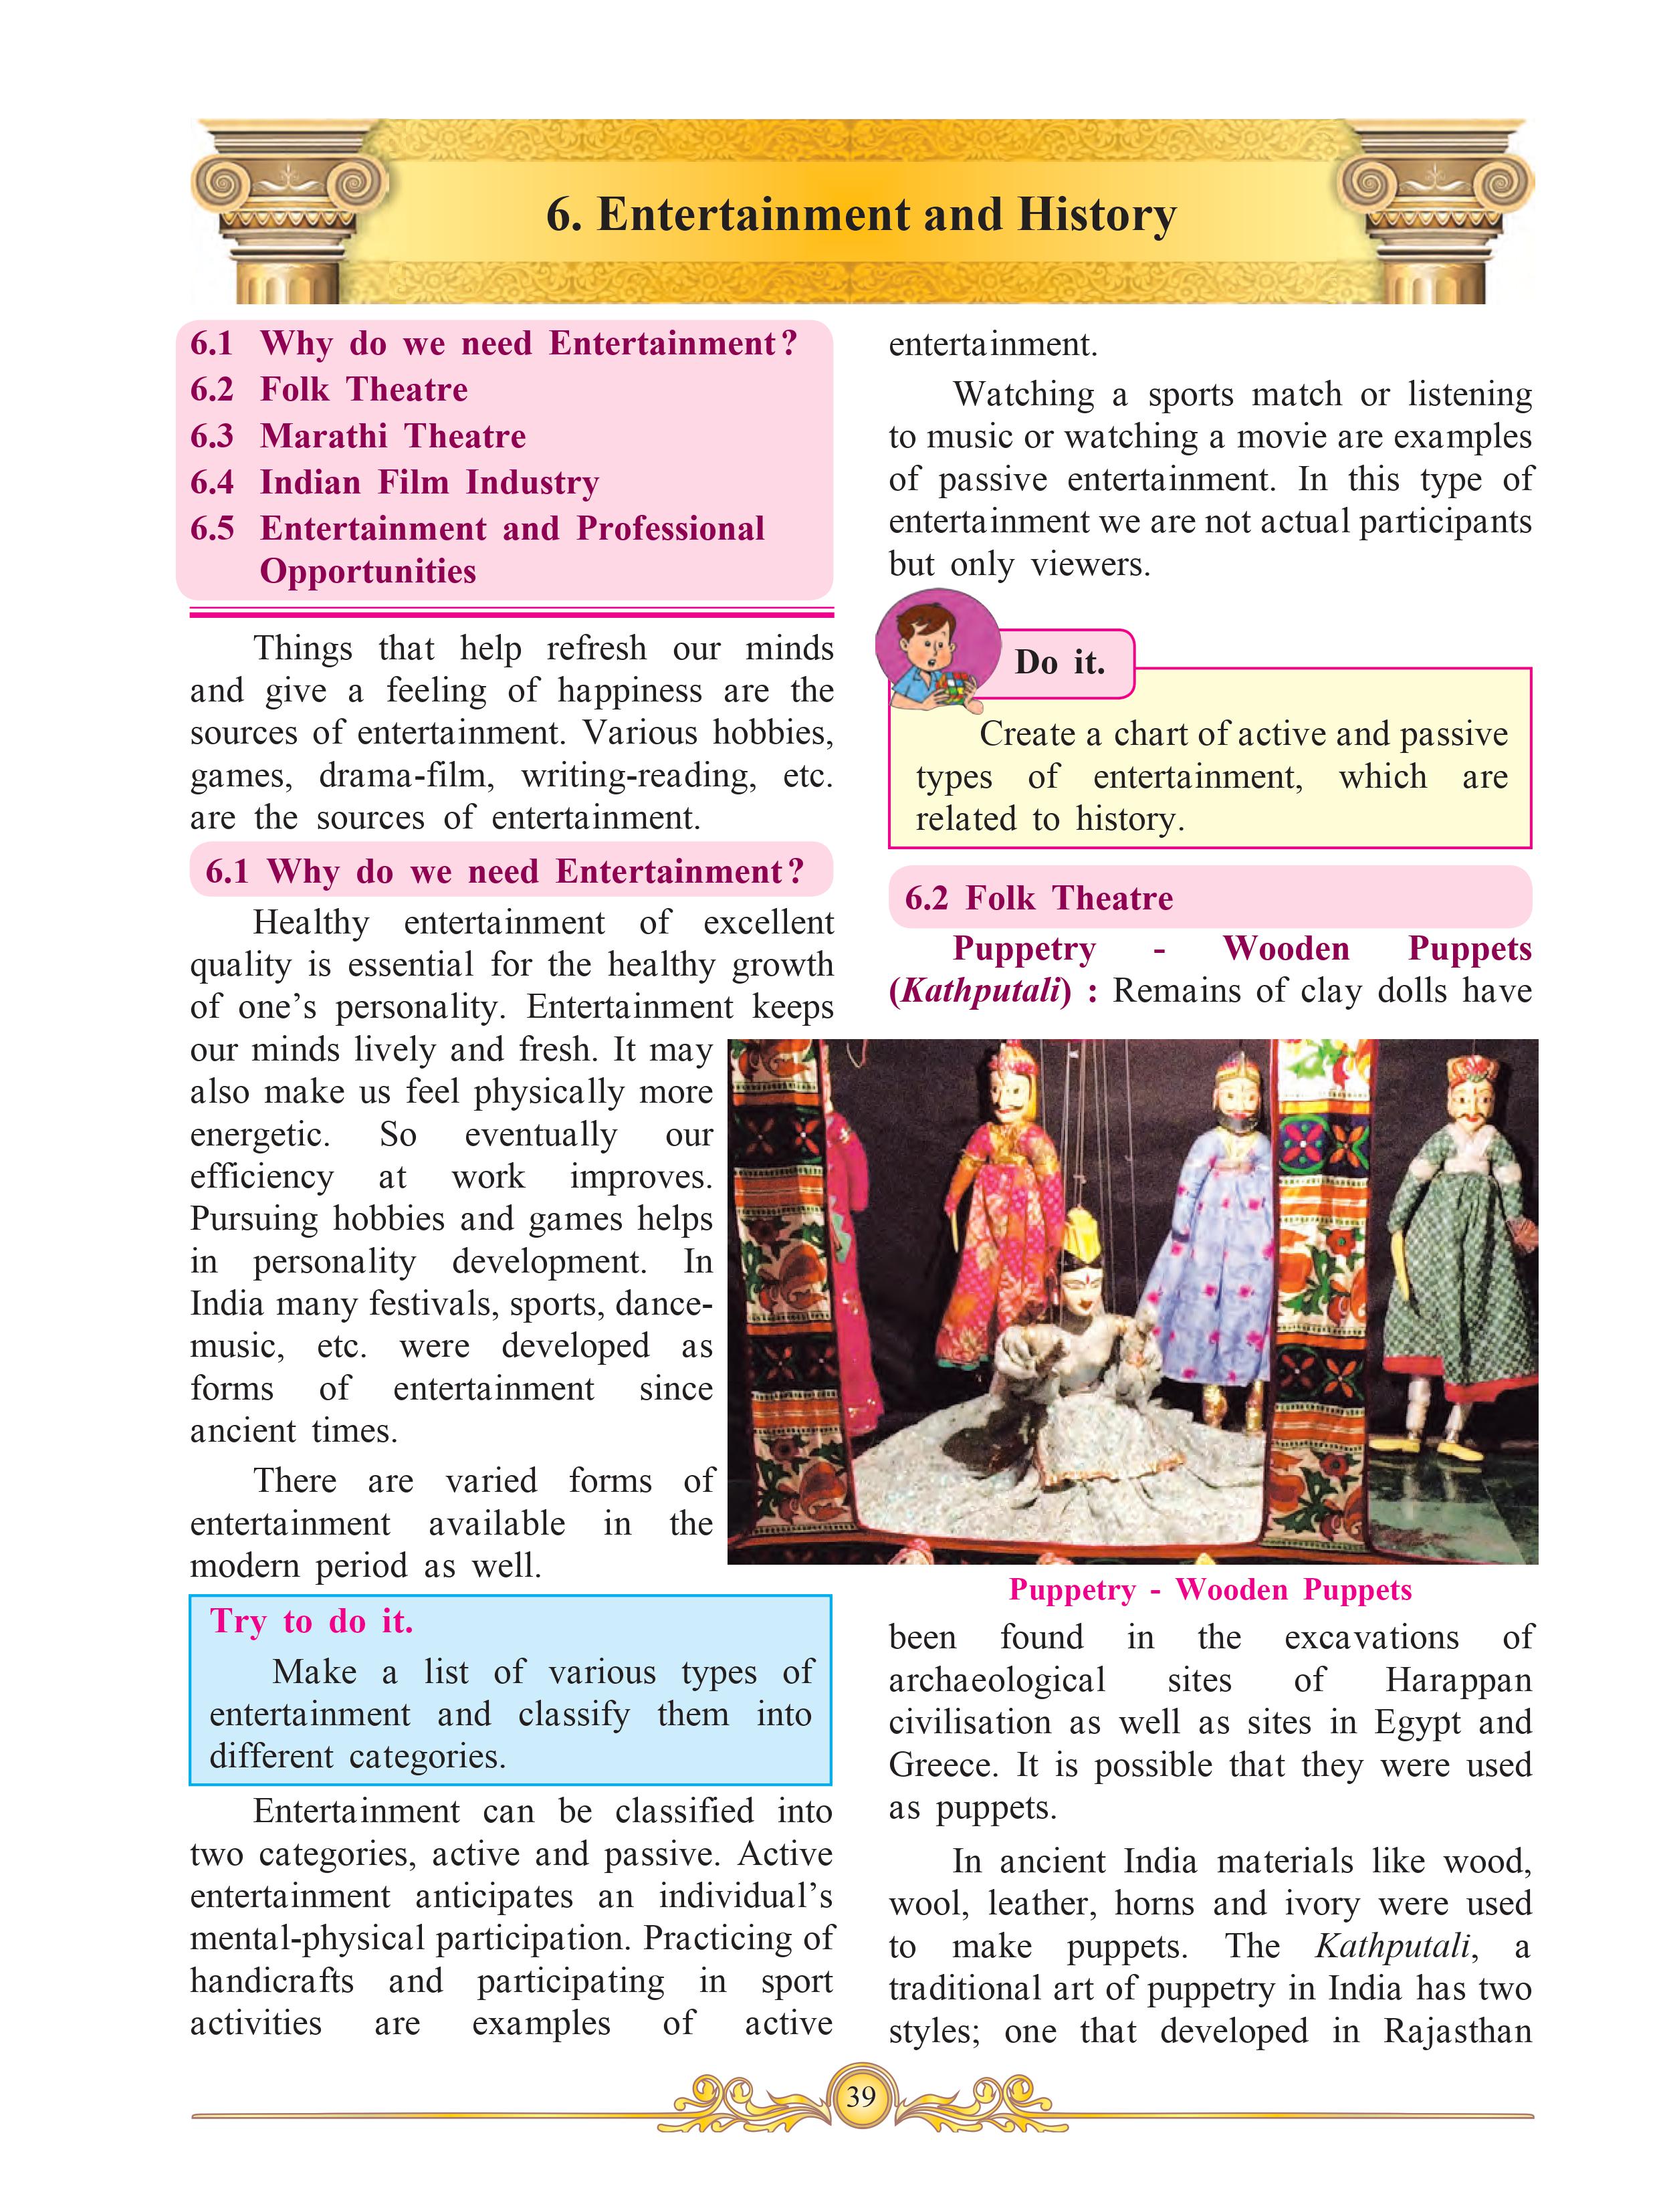 6. Entertainment and History
6.1 Why do we need Entertainment?
6.2 Folk Theatre
6.3 Marathi Theatre
6.4 Indian Film Industry
6.5 Entertainment and Professional
Opportunities
Things that help refresh our minds
and give a feeling of happiness are the
sources of entertainment. Various hobbies,
games, drama-film, writing-reading, etc.
are the sources of entertainment.
6.1 Why do we need Entertainment?
Healthy entertainment of excellent
quality is essential for the healthy growth
of one's personality. Entertainment keeps
our minds lively and fresh. It may
also make us feel physically more
energetic. So eventually our
efficiency at work improves.
Pursuing hobbies and games helps
in personality development. In
India many festivals, sports, dance-
music, etc. were developed as
forms of entertainment since
ancient times.
There are varied forms of
entertainment available in the
modern period as well.
Try to do it.
Make a list of various types of
entertainment and classify them into
different categories.
Entertainment can be classified into
two categories, active and passive. Active
entertainment anticipates an individual's
mental-physical participation. Practicing of
handicrafts and participating in sport
activities are examples of active
entertainment.
Watching a sports match or listening
to music or watching a movie are examples
of passive entertainment. In this type of
entertainment we are not actual participants
but only viewers.
Do it.
Create a chart of active and passive
types of entertainment, which are
related to history.
6.2 Folk Theatre
Puppetry - Wooden Puppets
(Kathputali) : Remains of clay dolls have
Puppetry - Wooden Puppets
been found in the excavations of
archaeological sites of Harappan
civilisation as well as sites in Egypt and
Greece. It is possible that they were used
as puppets.
In ancient India materials like wood,
wool, leather, horns and ivory were used
to make puppets. The Kathputali, a
traditional art of puppetry in India has two
styles; one that developed in Rajasthan
39